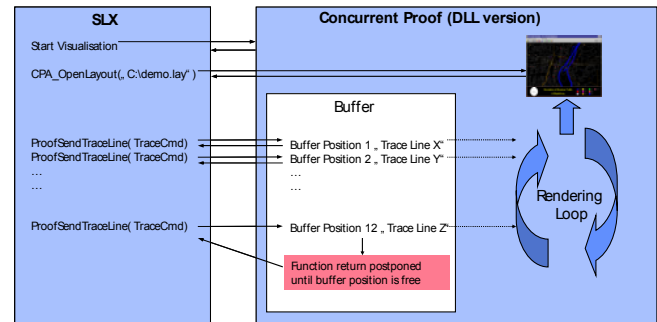 SLX
Concurrent Proof (DLL version)
Start Visualisation
CPA_OpenLayout(„ C:\demo.lay“ )
Buffer
ProofSendTraceLine( TraceCmd)
Buffer Position 1 „ Trace Line X“
ProofSendTraceLine( TraceCmd)
Buffer Position 2 „ Trace Line Y“
...
...
...
...
Rendering
Loop
ProofSendTraceLine( TraceCmd)
Buffer Position 12 „ Trace Line Z“
Function return postponed
until buffer position is free